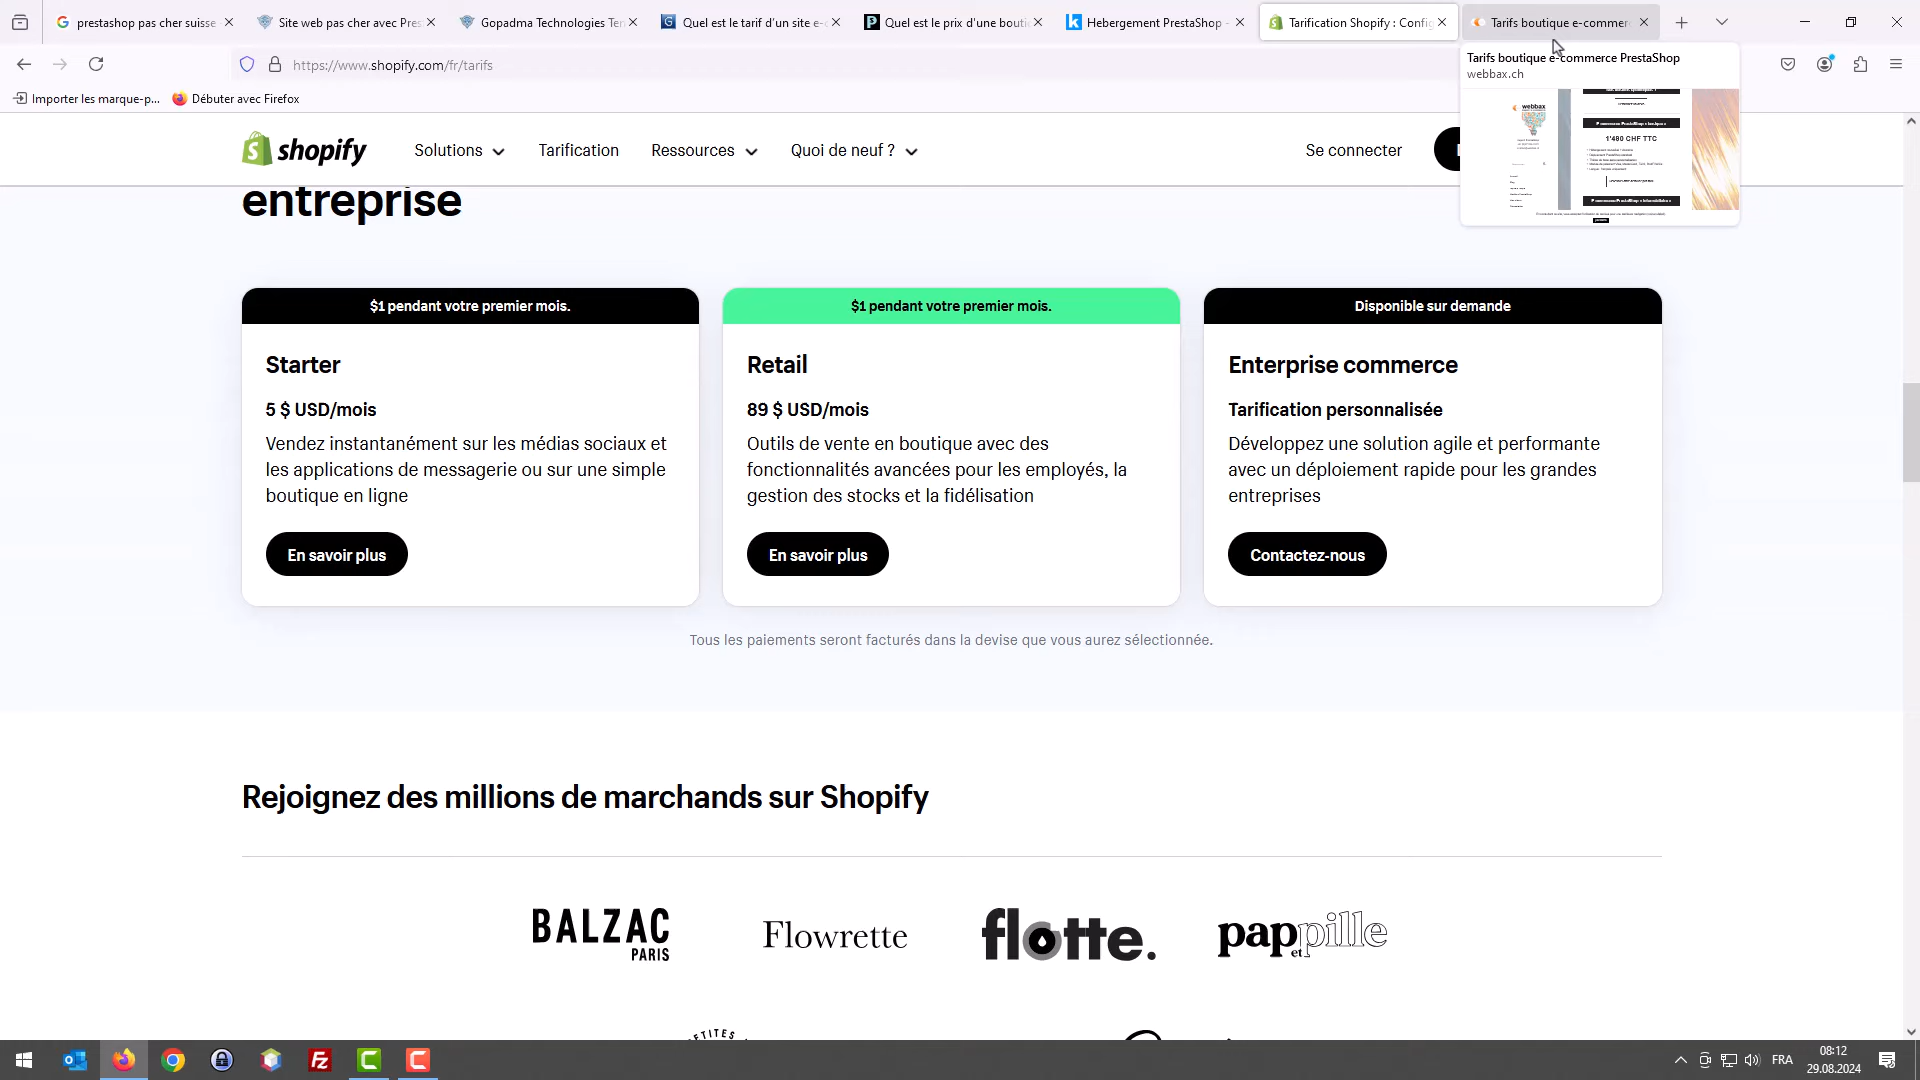 prestashop pas cher suisse -
Site web pas cher avec Pres
Gopadma Technologies Ten
Quel est le tarif d'un site e-c
Quel est le prix d'une bouti
Hebergement PrestaShop -
Tarification Shopify : Config
Tarifs boutique e-commerc
https://www.shopify.com/fr/tarifs
Tarifs boutique e-commerce PrestaShop
webbax.ch
Importer les marque-p...
Débuter avec Firefox
webbax
1'480 CHF TTC
shopify
Solutions
Tarification
Ressources
Quoi de neuf ?
Se connecter
entreprise
$1 pendant votre premier mois.
Starter
5 $ USD/mois
Vendez instantanément sur les médias sociaux et
les applications de messagerie ou sur une simple
boutique en ligne
En savoir plus
$1 pendant votre premier mois.
Retail
89 $ USD/mois
Outils de vente en boutique avec des
fonctionnalités avancées pour les employés, la
gestion des stocks et la fidélisation
En savoir plus
Disponible sur demande
Enterprise commerce
Tarification personnalisée
Développez une solution agile et performante
avec un déploiement rapide pour les grandes
entreprises
Contactez-nous
Tous les paiements seront facturés dans la devise que vous aurez sélectionnée.
Rejoignez des millions de marchands sur Shopify
BALZAC
PARIS
Flowrette
flotte.
pap et pille
ETITES
FRA
08:12
29.08.2024